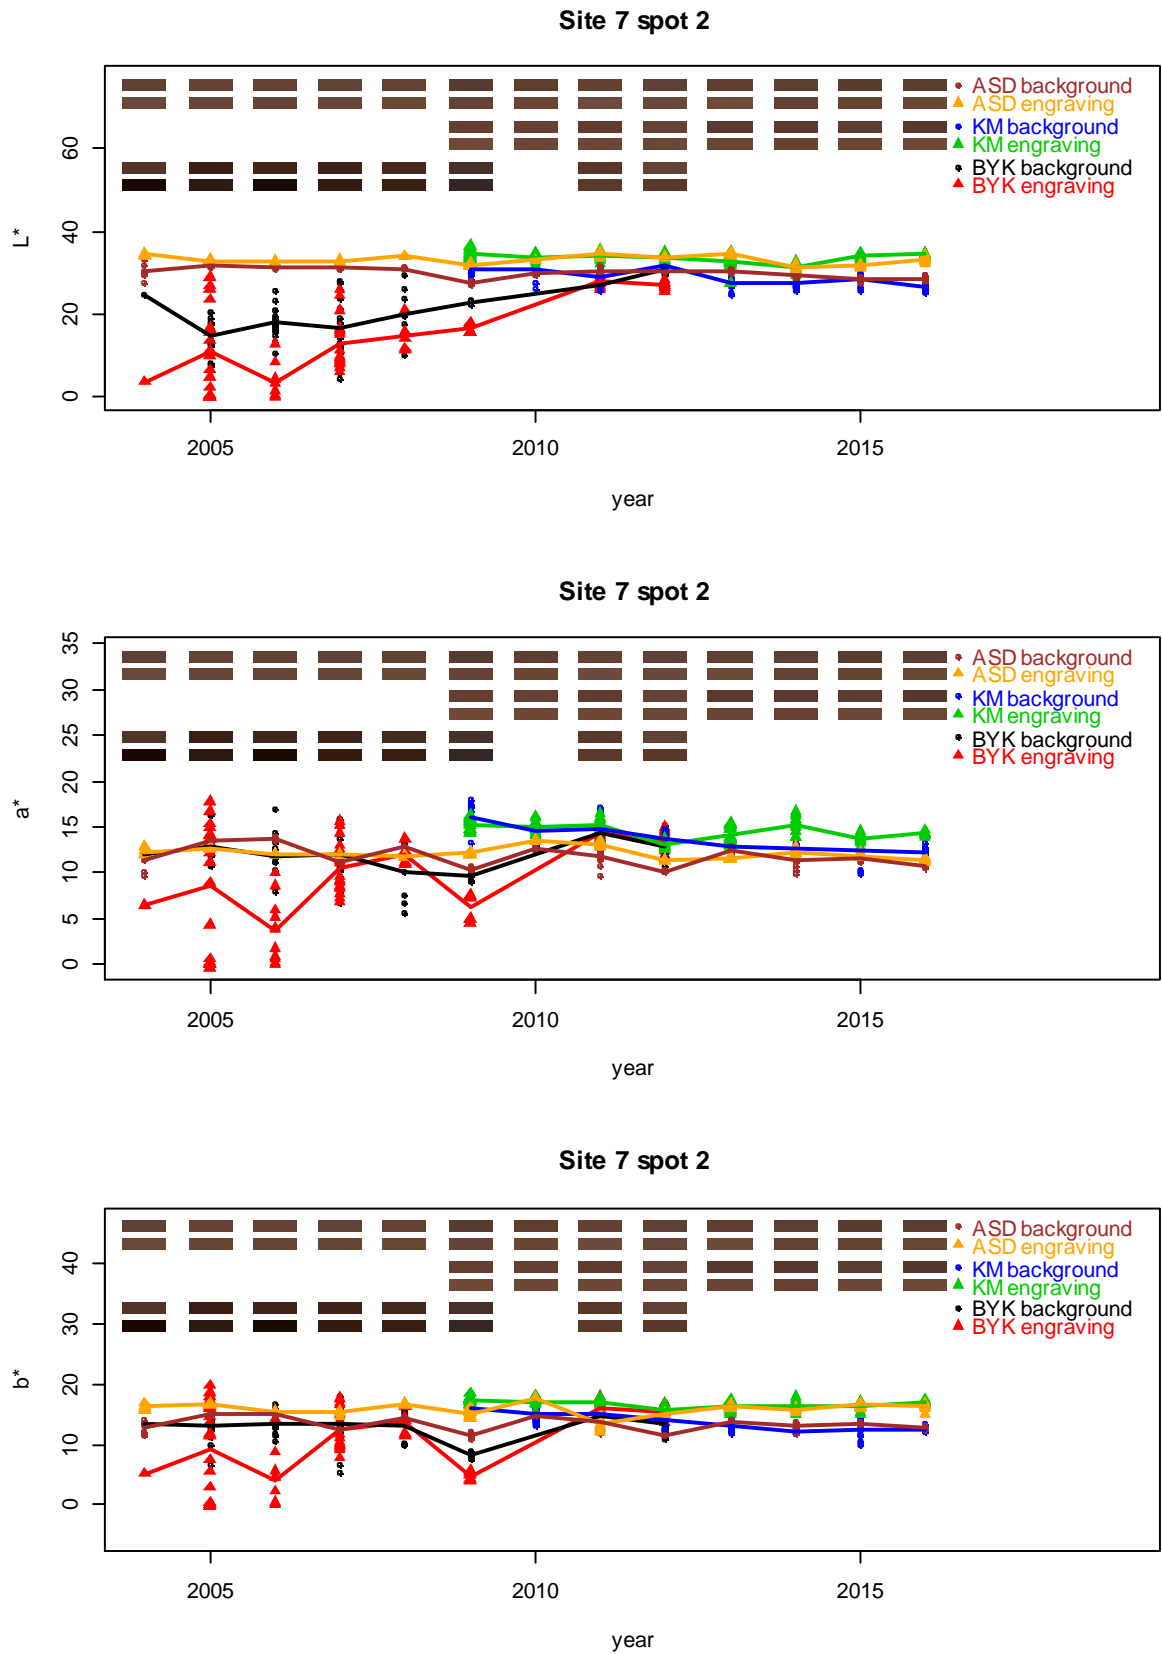 Site 7 spot 2
ASD background
ASD engraving
KM background
KM engraving
BYK background
BYK engraving
L*
60
40
20
0
2005 2010 2015
year
Site 7 spot 2
ASD background
ASD engraving
KM background
KM engraving
BYK background
BYK engraving
a*
35
30
25
20
15
10
5
0
2005 2010 2015
year
Site 7 spot 2
ASD background
ASD engraving
KM background
KM engraving
BYK background
BYK engraving
b*
40
30
20
10
0
2005 2010 2015
year